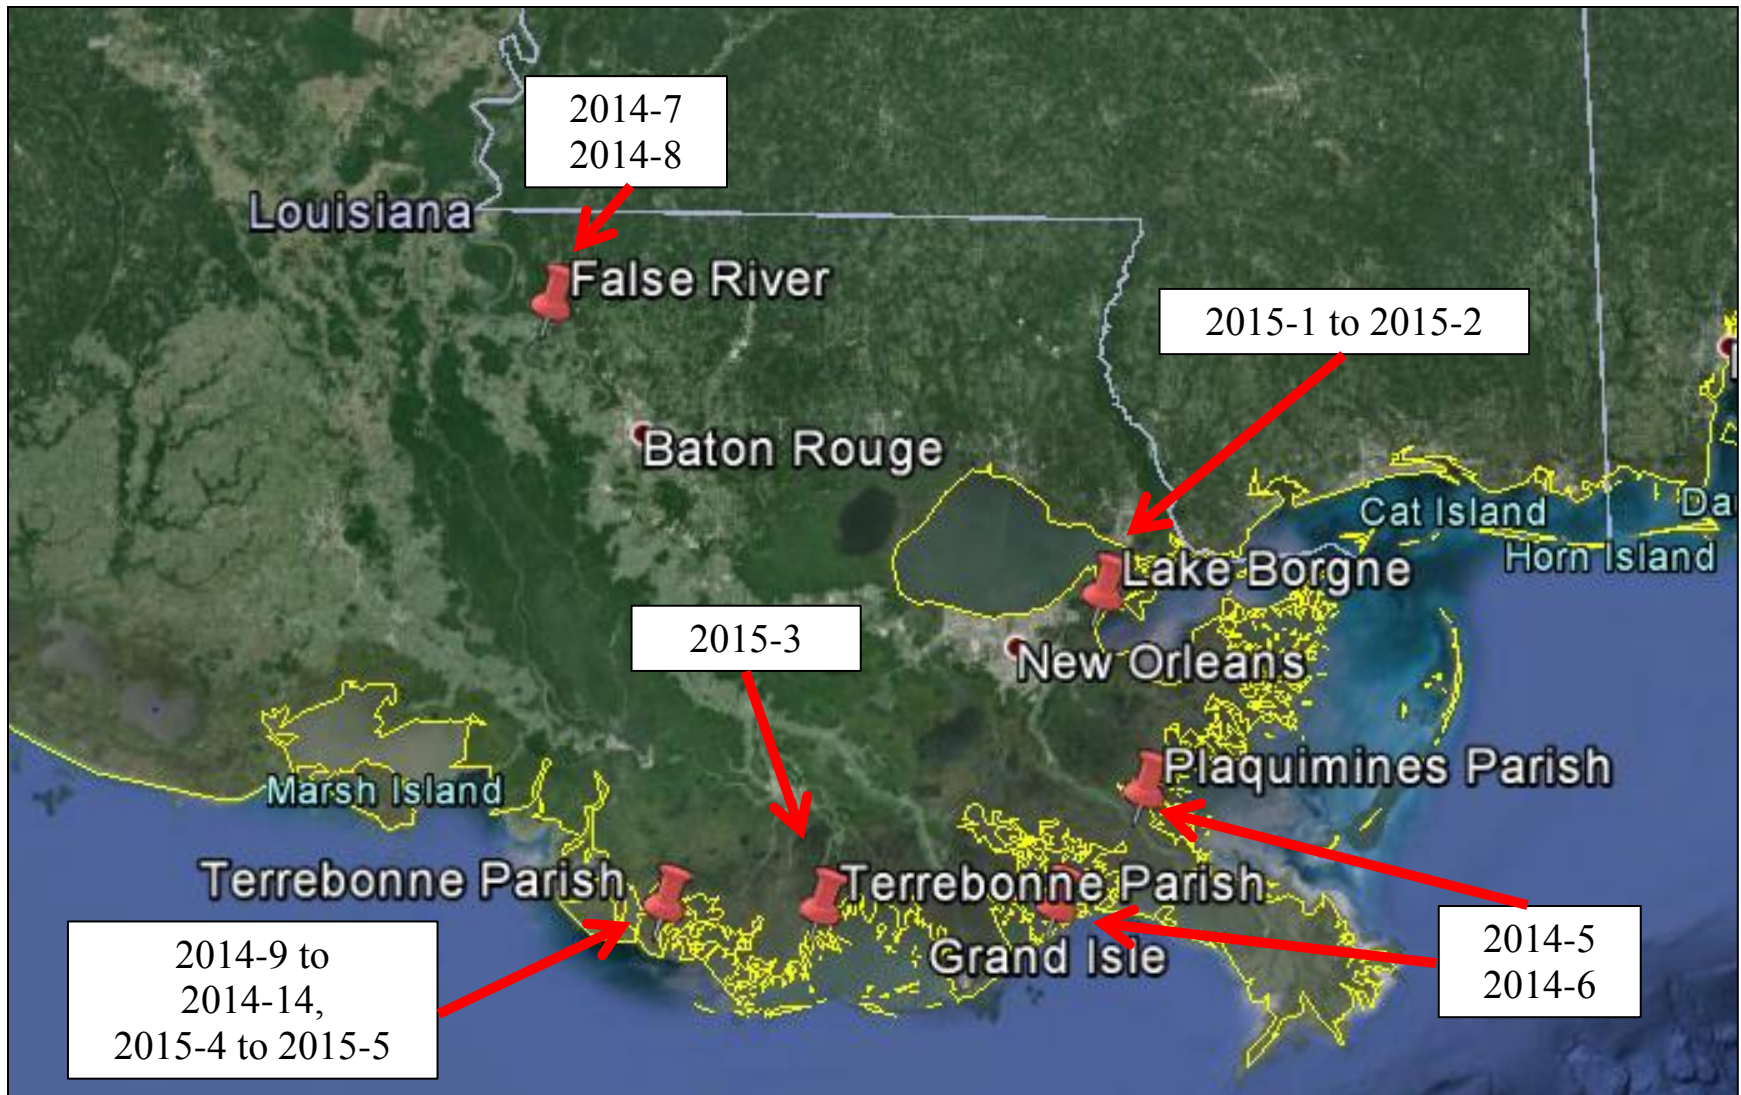 2014-7
2014-8
Louisiana
False River
2015-1 to 2015-2
Baton Rouge
Cat Island
Da
Horn Island
Lake Borgne
2015-3
New Orleans
Plaquimines Parish
Marsh Island
Terrebonne Parish
Terrebonne Parish
Grand Isle
2014-9 to
2014-14,
2015-4 to 2015-5
2014-5
2014-6